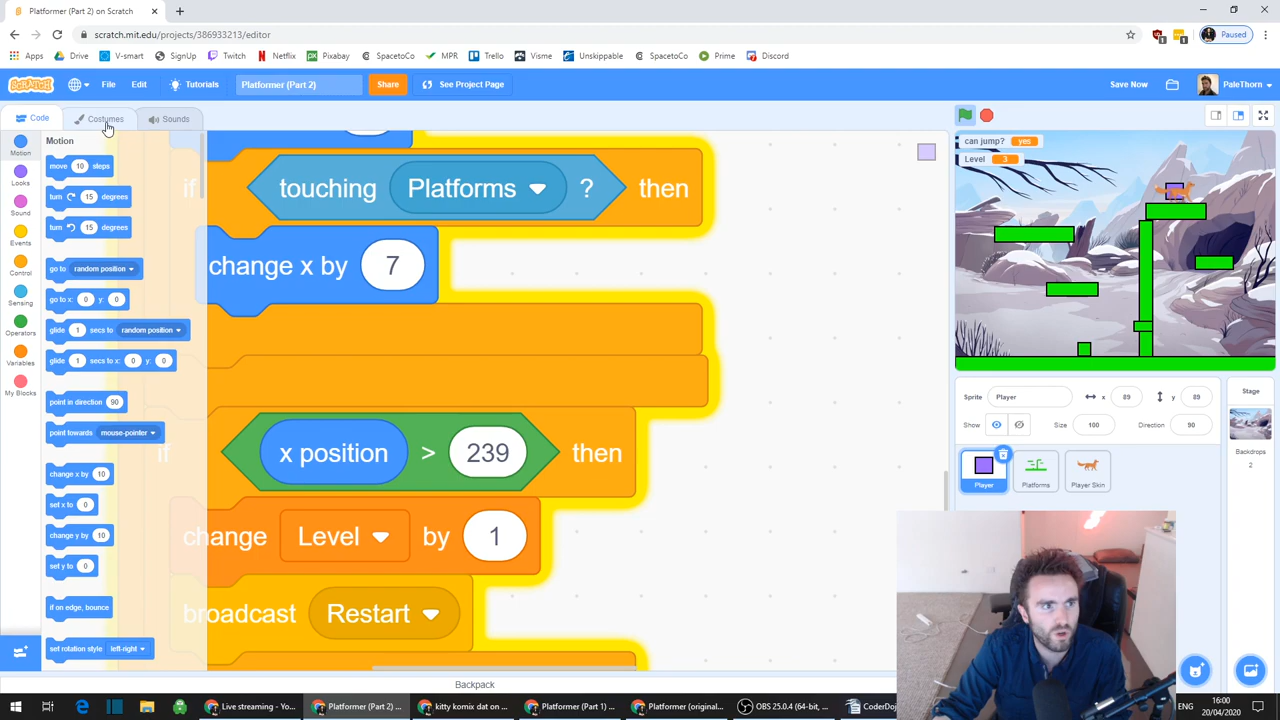 Platformer (Part 2) on Scratch
scratch.mit.edu/projects/386933213/editor
Paused
Apps Drive V-smart SignUp Twitch Netflix Pixabay SpacetoCo MPR Trello Visme Unskippable SpacetoCo Prime Discord
SCRATCH File Edit Tutorials Platformer (Part 2) Share See Project Page Save Now PaleThorn
Code Costumes Sounds
Motion
Looks
Sound
Events
Control
Sensing
Operators
Variables
My Blocks
Motion
move 10 steps
turn 15 degrees
turn 15 degrees
go to random position
go to x: 0 y: 0
glide 1 secs to random position
glide 1 secs to x: 0 y: 0
point in direction 90
point towards mouse-pointer
change x by 10
set x to 0
change y by 10
set y to 0
if on edge, bounce
set rotation style left-right
if touching Platforms ? then
change x by 7
if x position > 239 then
change Level by 1
broadcast Restart
can jump? yes
Level 3
Sprite Player x 89 y 89
Show Size 100 Direction 90
Player Platforms Player Skin
Stage
Backdrops
2
Backpack
Live streaming - Yo...
Platformer (Part 2) ...
kitty komix dat on ...
Platformer (Part 1) ...
Platformer (original...
OBS 25.0.4 (64-bit, ...
CoderDoj
ENG
16:00
20/04/2020